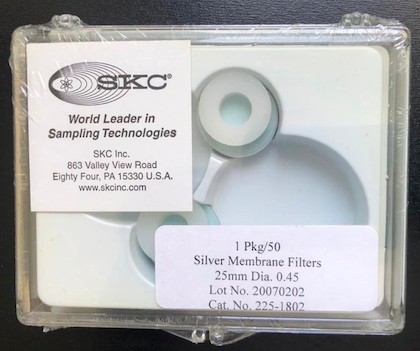 SKC®
World Leader in
Sampling Technologies
SKC Inc.
863 Valley View Road
Eighty Four, PA 15330 U.S.A.
www.skcinc.com
1 Pkg/50
Silver Membrane Filters
25mm Dia. 0.45
Lot No. 20070202
Cat. No. 225-1802